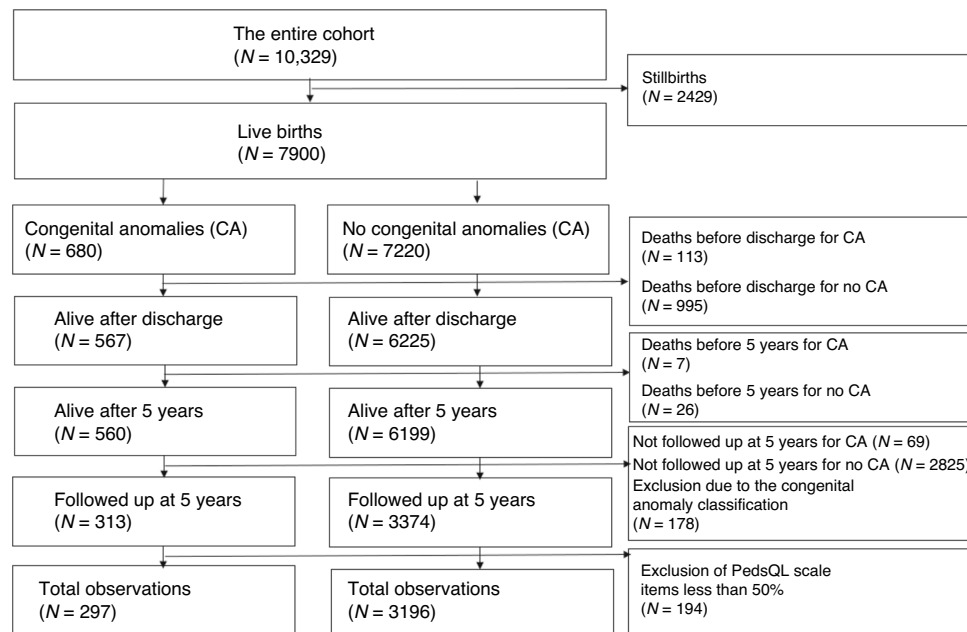 The entire cohort
(N = 10,329)
Stillbirths
(N = 2429)
Live births
(N = 7900)
Congenital anomalies (CA)
(N = 680)
No congenital anomalies (CA)
(N = 7220)
Deaths before discharge for CA
(N = 113)
Deaths before discharge for no CA
(N = 995)
Alive after discharge
(N = 567)
Alive after discharge
(N = 6225)
Deaths before 5 years for CA
(N = 7)
Deaths before 5 years for no CA
(N = 26)
Alive after 5 years
(N = 560)
Alive after 5 years
(N = 6199)
Not followed up at 5 years for CA (N = 69)
Not followed up at 5 years for no CA (N = 2825)
Exclusion due to the congenital
anomaly classification
(N = 178)
Followed up at 5 years
(N = 313)
Followed up at 5 years
(N = 3374)
Exclusion of PedsQL scale
items less than 50%
(N = 194)
Total observations
(N = 297)
Total observations
(N = 3196)